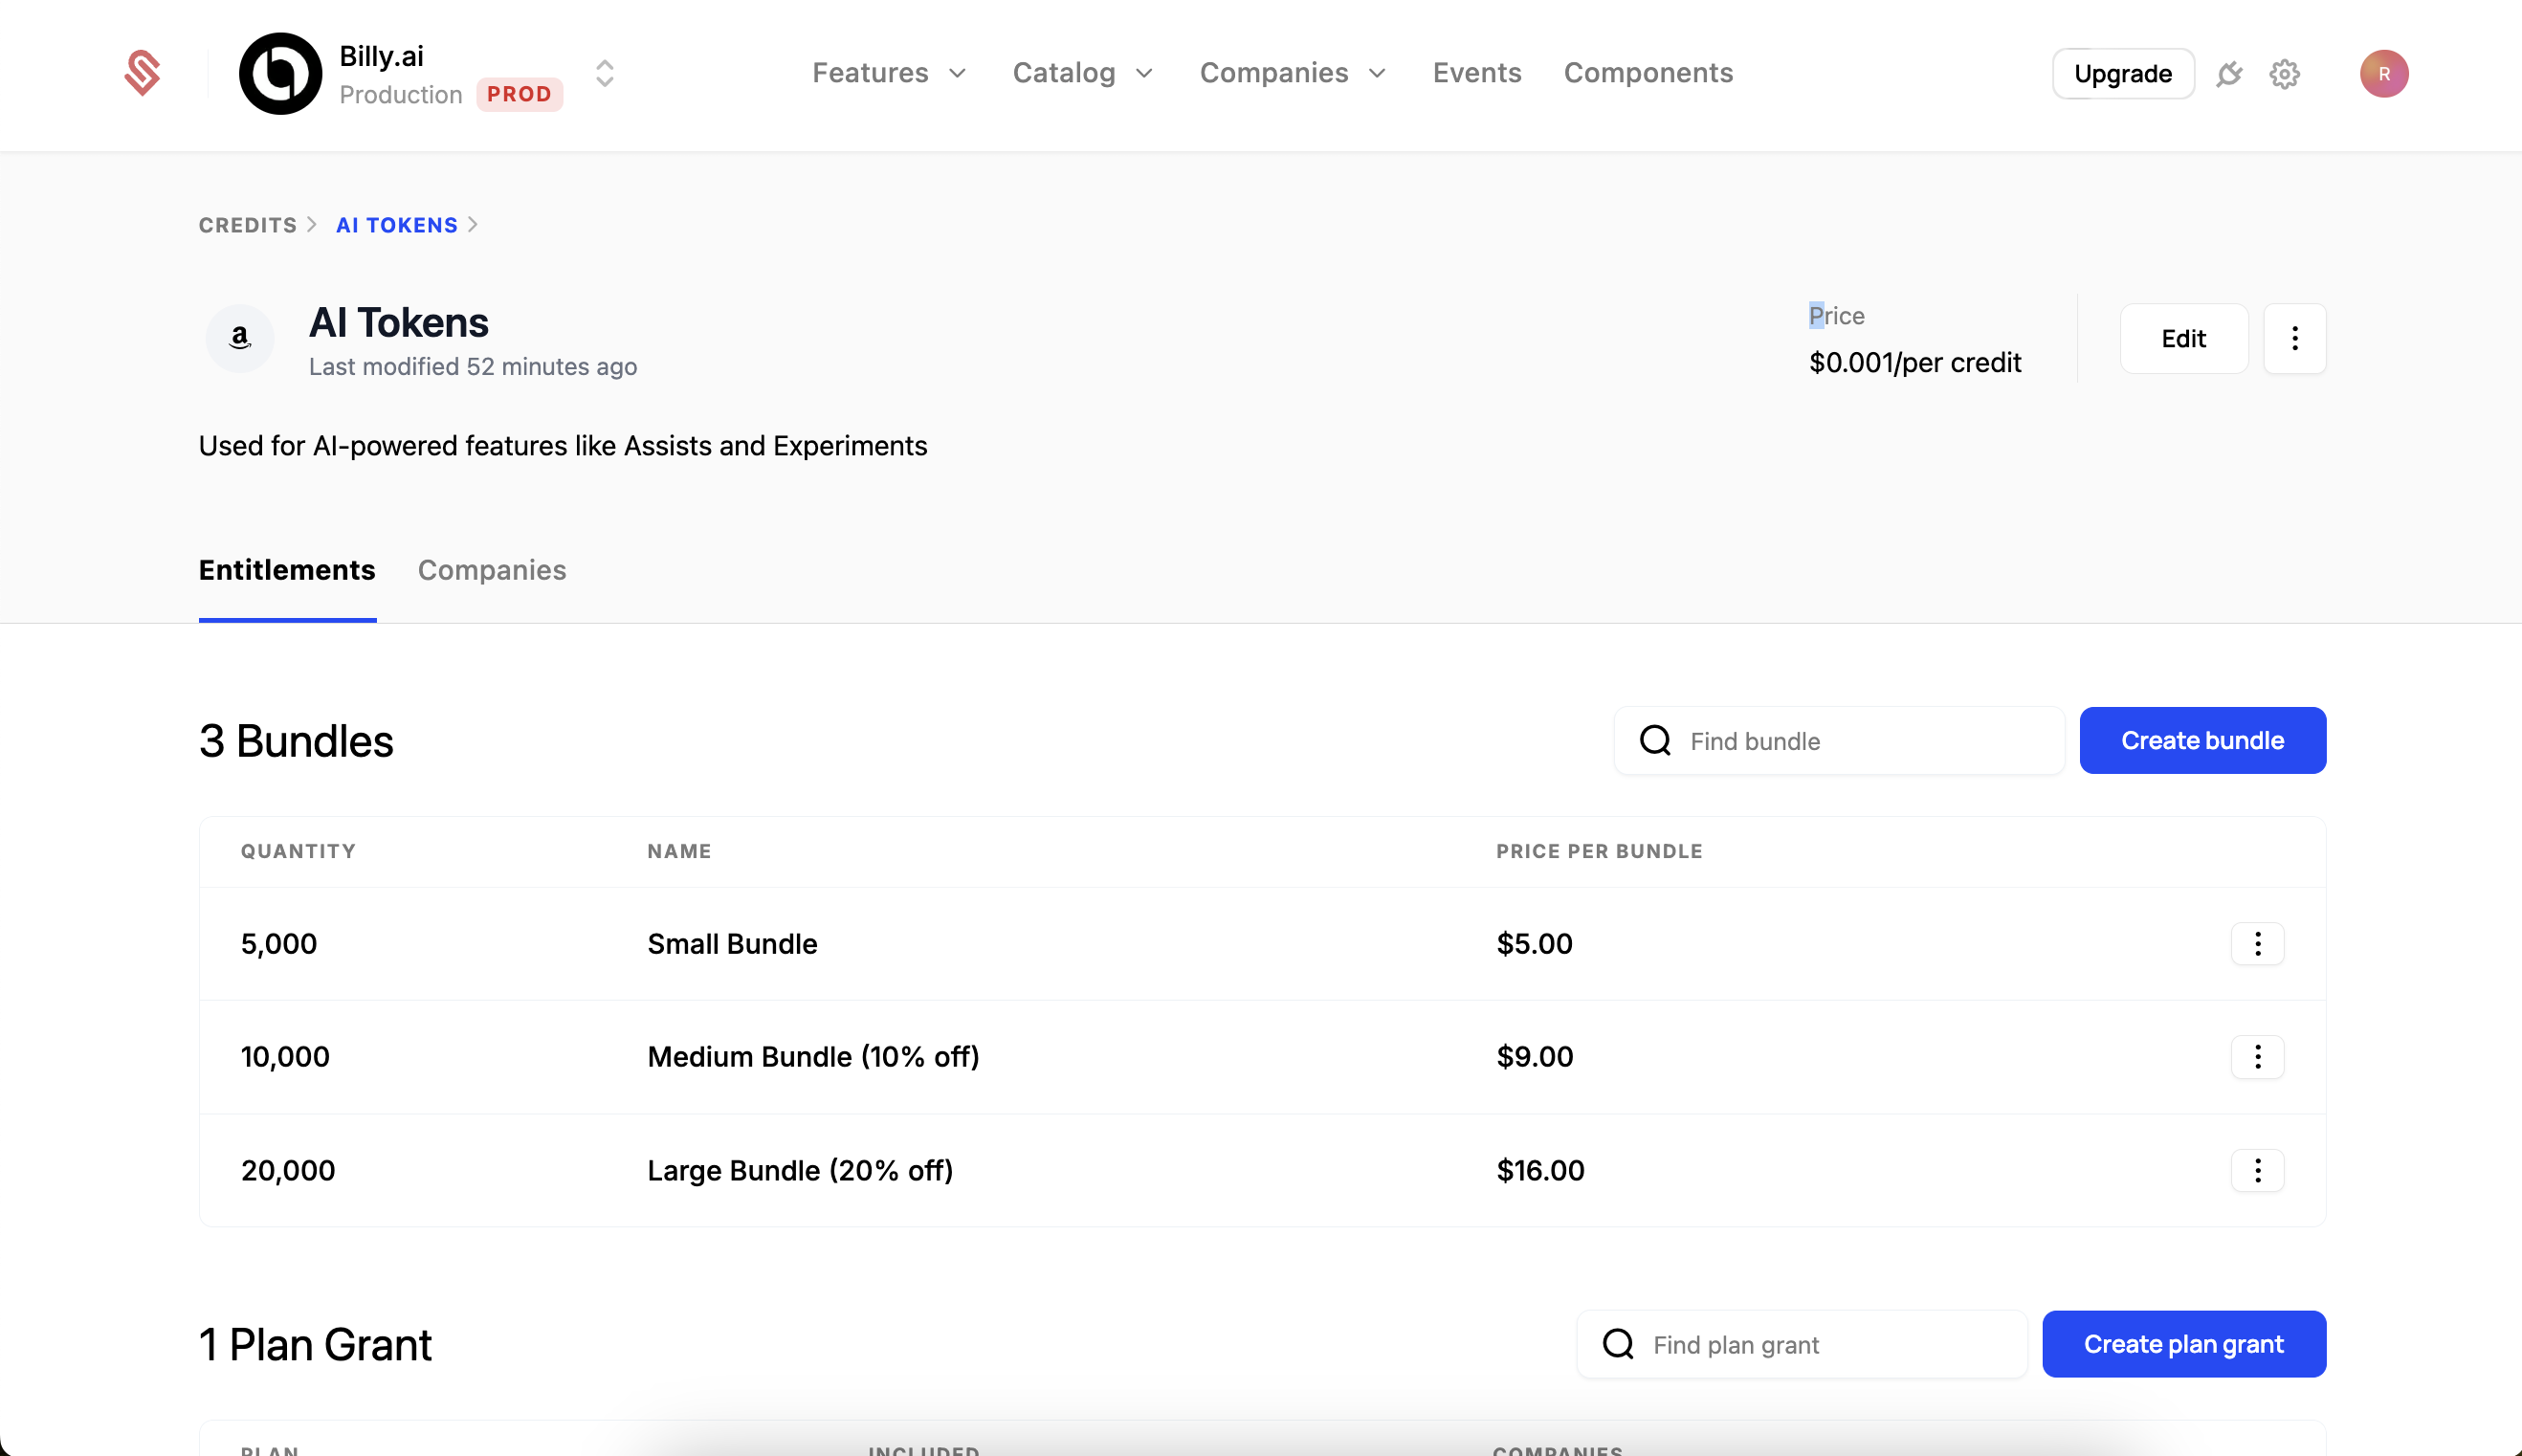 Billy.ai
Production PROD
Features Catalog Companies Events Components
Upgrade
R
CREDITS AI TOKENS
a
AI Tokens
Last modified 52 minutes ago
Price
$0.001/per credit
Edit
Used for AI-powered features like Assists and Experiments
Entitlements Companies
3 Bundles
Find bundle
Create bundle
QUANTITY NAME PRICE PER BUNDLE
5,000 Small Bundle $5.00
10,000 Medium Bundle (10% off) $9.00
20,000 Large Bundle (20% off) $16.00
1 Plan Grant
Find plan grant
Create plan grant
PLAN INCLUDED COMPANIES